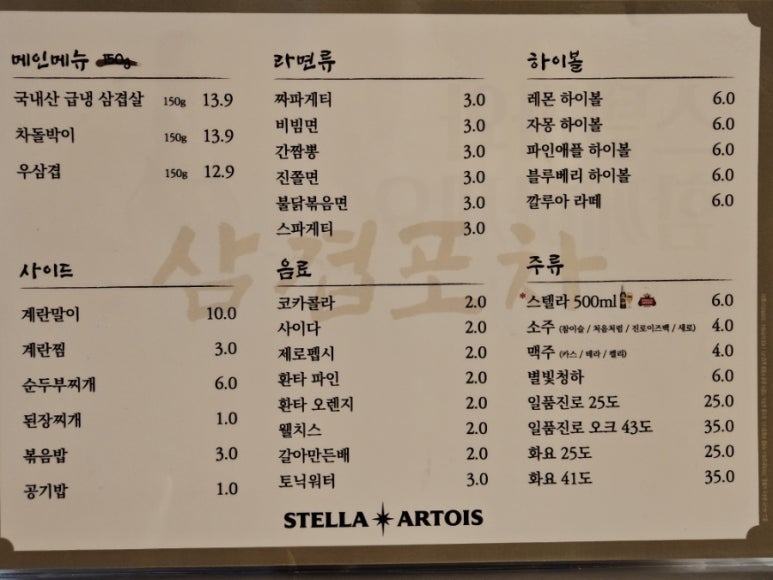 메인메뉴 150g
국내산 급냉 삼겹살 150g 13.9
차돌박이 150g 13.9
우삼겹 150g 12.9
라면류
짜파게티 3.0
비빔면 3.0
간짬뽕 3.0
진쫄면 3.0
불닭볶음면 3.0
스파게티 3.0
하이볼
레몬 하이볼 6.0
자몽 하이볼 6.0
파인애플 하이볼 6.0
블루베리 하이볼 6.0
깔루아 라떼 6.0
삼겹포차
사이드
계란말이 10.0
계란찜 3.0
순두부찌개 6.0
된장찌개 1.0
볶음밥 3.0
공기밥 1.0
음료
코카콜라 2.0
사이다 2.0
제로펩시 2.0
환타 파인 2.0
환타 오렌지 2.0
웰치스 2.0
갈아만든배 2.0
토닉워터 3.0
주류
*스텔라 500ml 6.0
소주 (참이슬 / 처음처럼 / 진로이즈백 / 새로) 4.0
맥주 (카스 / 테라 / 켈리) 4.0
별빛청하 6.0
일품진로 25도 25.0
일품진로 오크 43도 35.0
화요 25도 25.0
화요 41도 35.0
STELLA ARTOIS